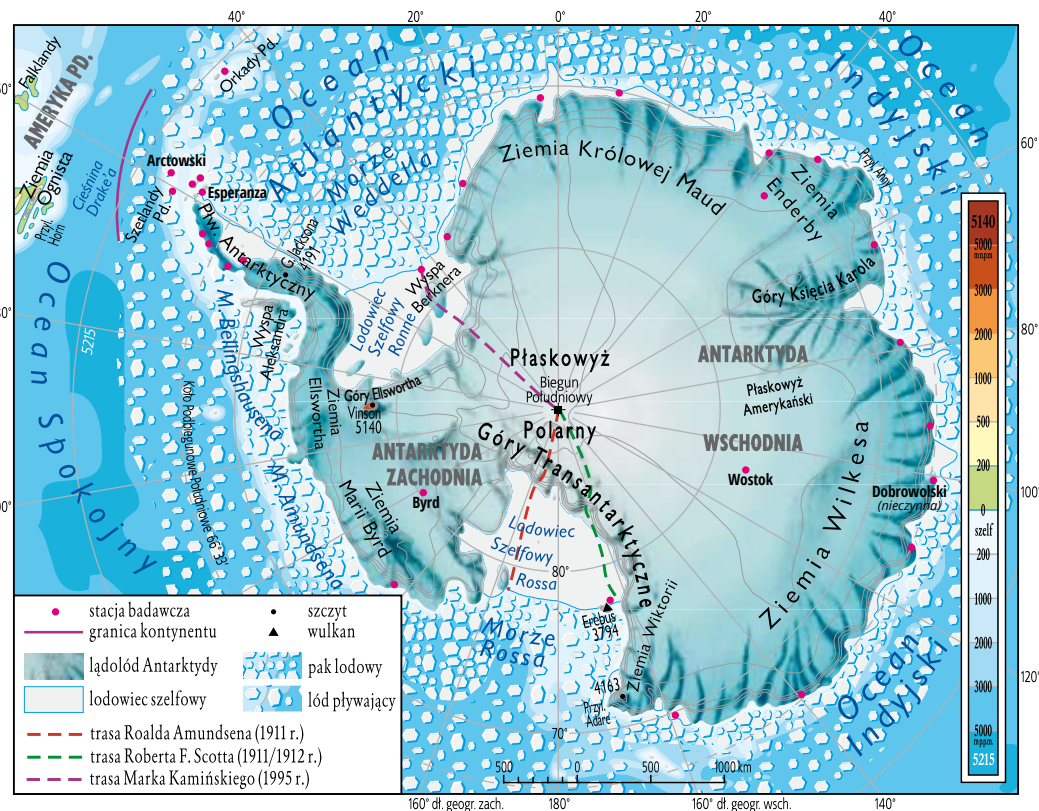 40°
20°
0°
20°
40°
Falklandy
AMERYKA PD.
Orkady Pd.
Ocean
Atlantycki
Morze
Weddella
Ocean
Indyjski
60°
Ziemia
Ognista
Przyl.
Horn
Cieśnina
Drake'a
Arctowski
Esperanza
Szetlandy
Pd.
Płw. Antarktyczny
G. Jacksona
4191
Ziemia Królowej Maud
Ziemia
Enderby
Przyl. Ann
Góry Księcia Karola
80°
100°
120°
Ocean Spokojny
5215
Wyspa
Aleksandra
M. Bellingshausena
Koło Podbiegunowe Południowe 66°33'
M. Amundsena
Lodowiec
Szelfowy
Ronne
Wyspa
Berknera
Ziemia
Ellswortha
Góry Ellswortha
Vinson
5140
Płaskowyż
Biegun
Południowy
Polarny
ANTARKTYDA
WSCHODNIA
Płaskowyż
Amerykański
Wostok
ANTARKTYDA
ZACHODNIA
Byrd
Ziemia
Marii Byrd
Góry Transantarktyczne
Lodowiec
Szelfowy
Rossa
80°
Dobrowolski
(nieczynna)
Ziemia Wilkesa
Erebus
3794
Ziemia Wiktorii
4163
Przyl.
Adare
Morze
Rossa
70°
Ocean
Indyjski
500
0
500
1000 km
160° dł. geogr. zach.
180°
160° dł. geogr. wsch.
140°
5140
5000
m n.p.m.
3000
2000
1000
500
200
0
szelf
200
1000
2000
3000
5000
m p.p.m.
5215
stacja badawcza
szczyt
granica kontynentu
wulkan
lądolód Antarktydy
pak lodowy
lodowiec szelfowy
lód pływający
trasa Roalda Amundsena (1911 r.)
trasa Roberta F. Scotta (1911/1912 r.)
trasa Marka Kamińskiego (1995 r.)